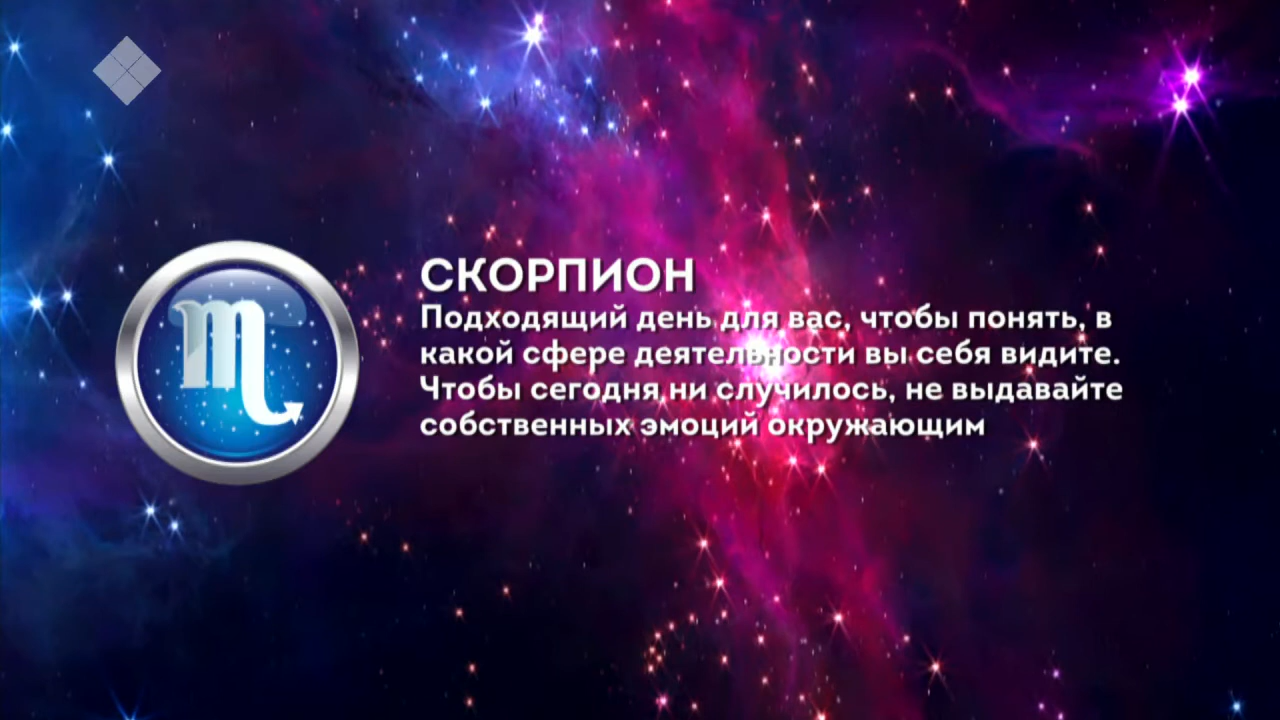 СКОРПИОН
Подходящий день для вас, чтобы понять, в
какой сфере деятельности вы себя видите.
Чтобы сегодня ни случилось, не выдавайте
собственных эмоций окружающим